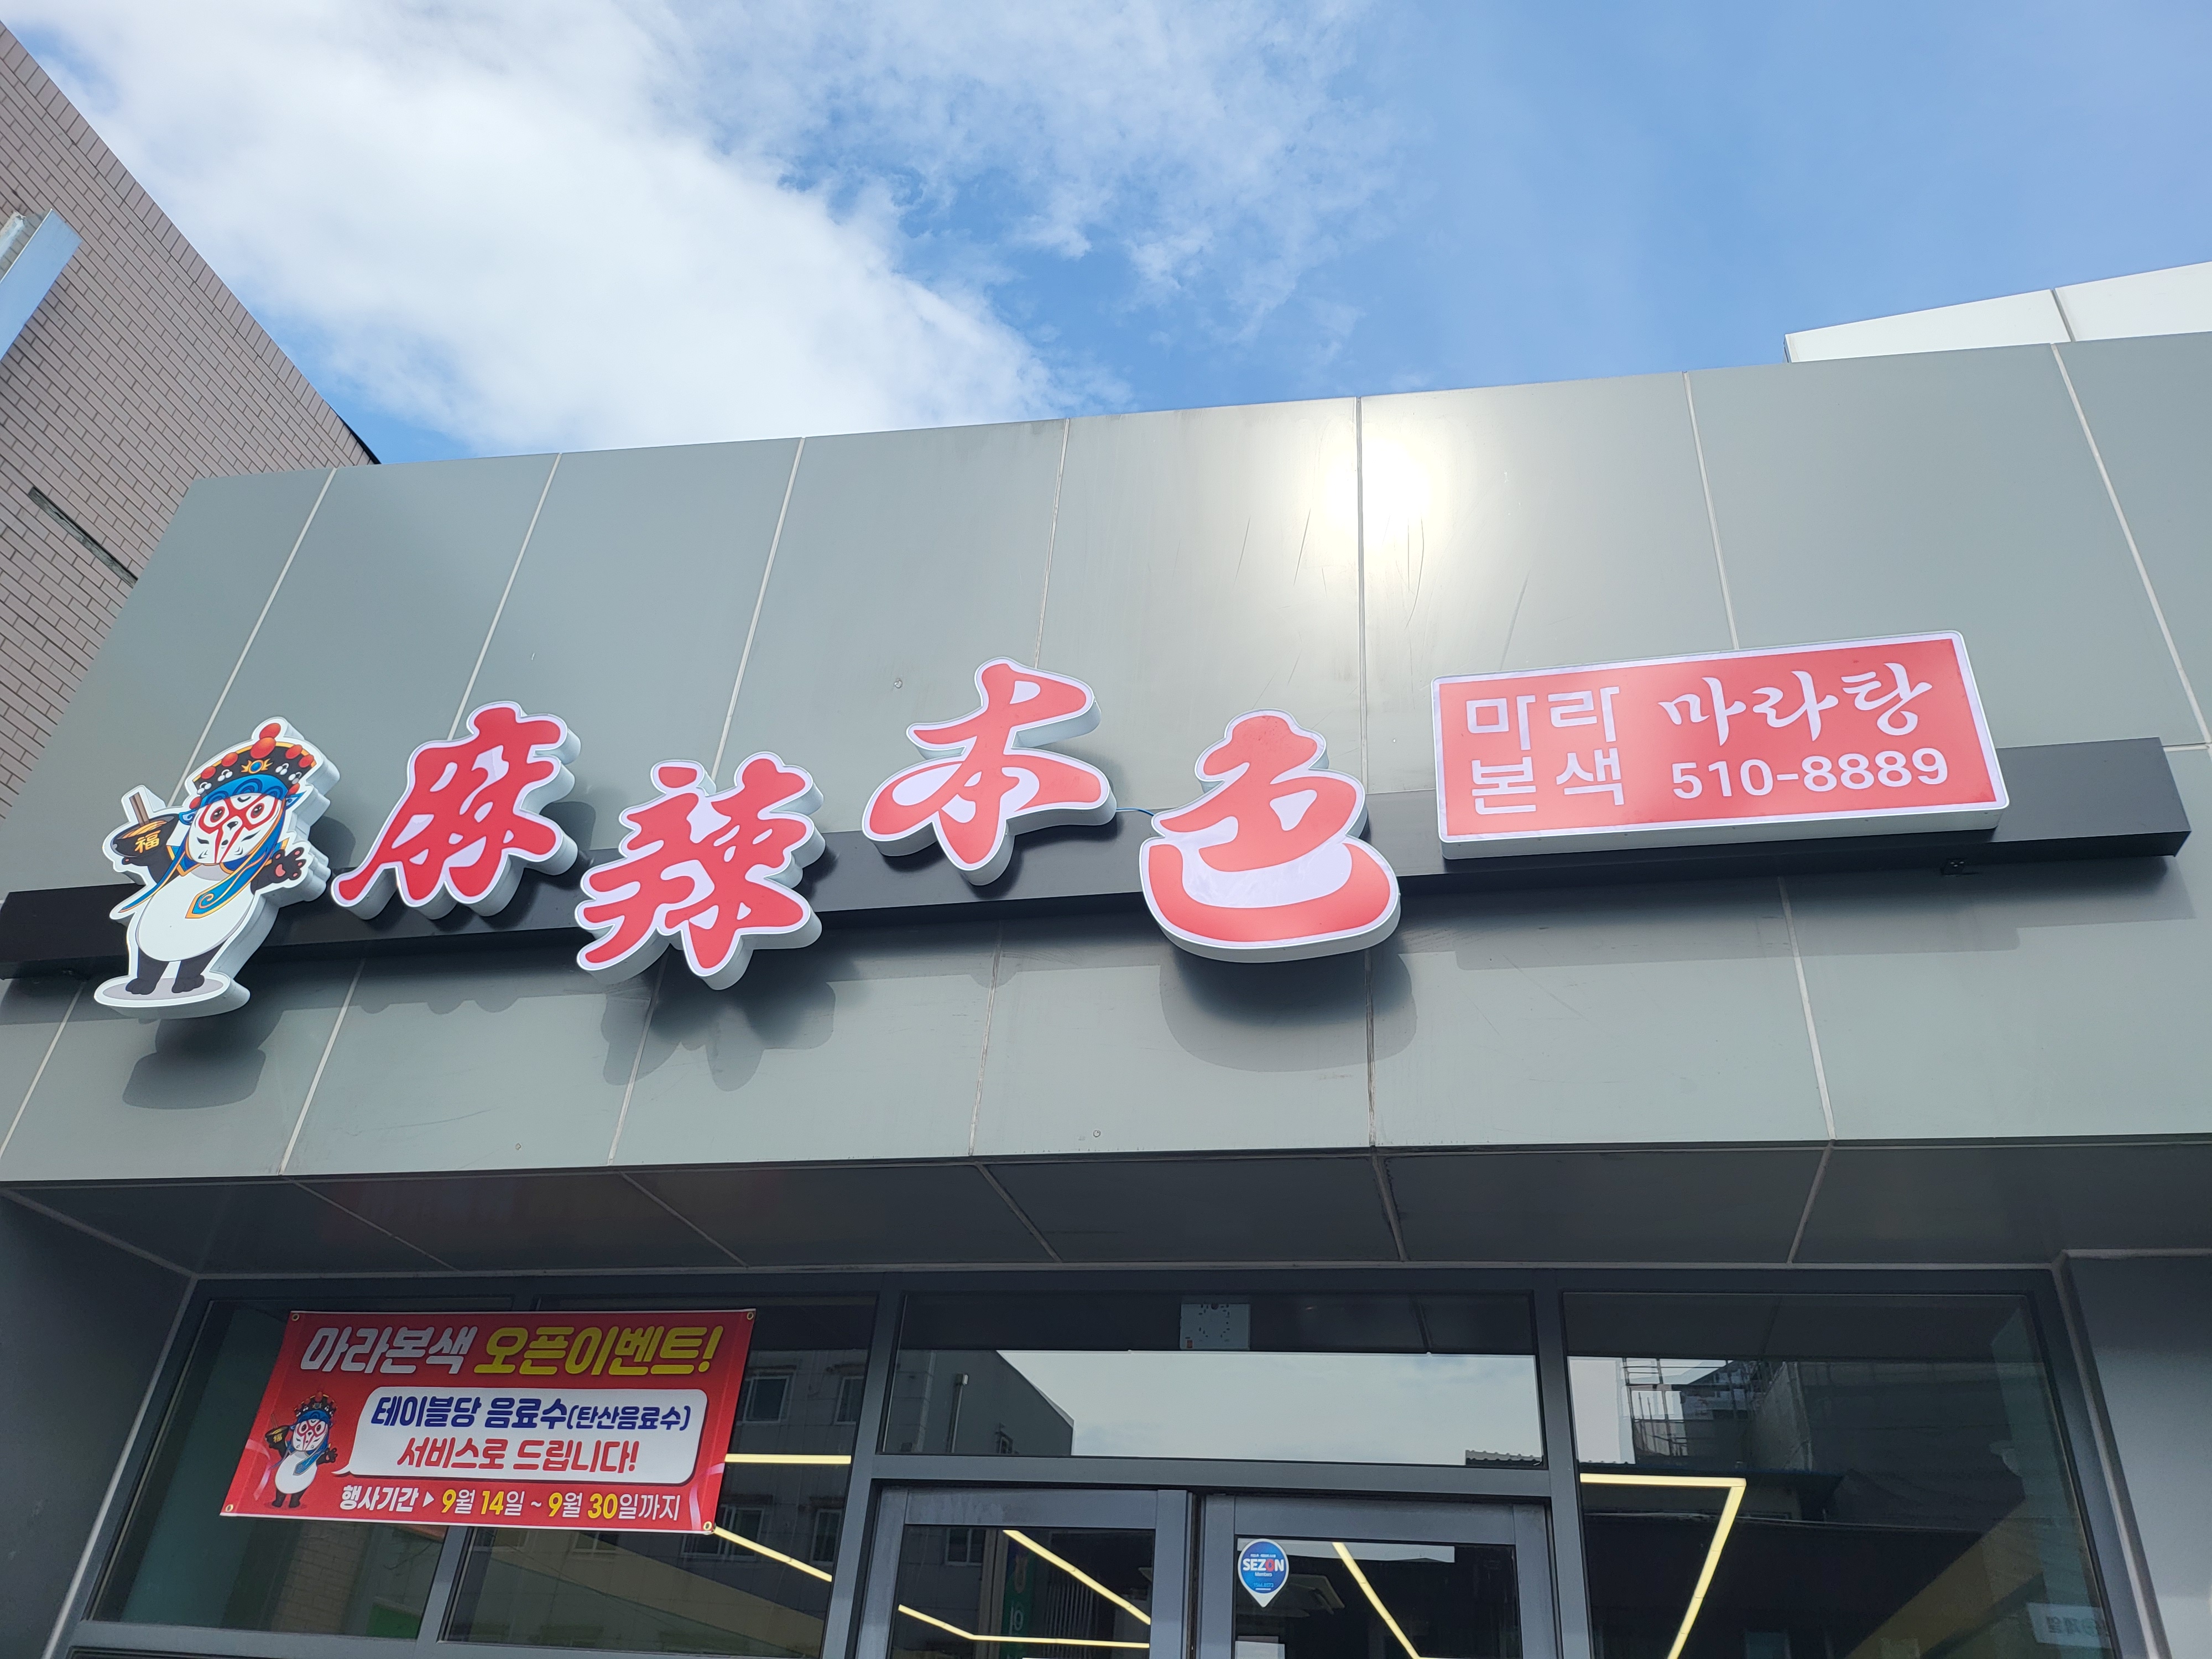 福
麻辣本色
마라
본색
마라탕
510-8889
마라본색 오픈이벤트!
테이블당 음료수(탄산음료수)
서비스로 드립니다!
행사기간 ▶ 9월 14일 ~ 9월 30일까지
SEZON